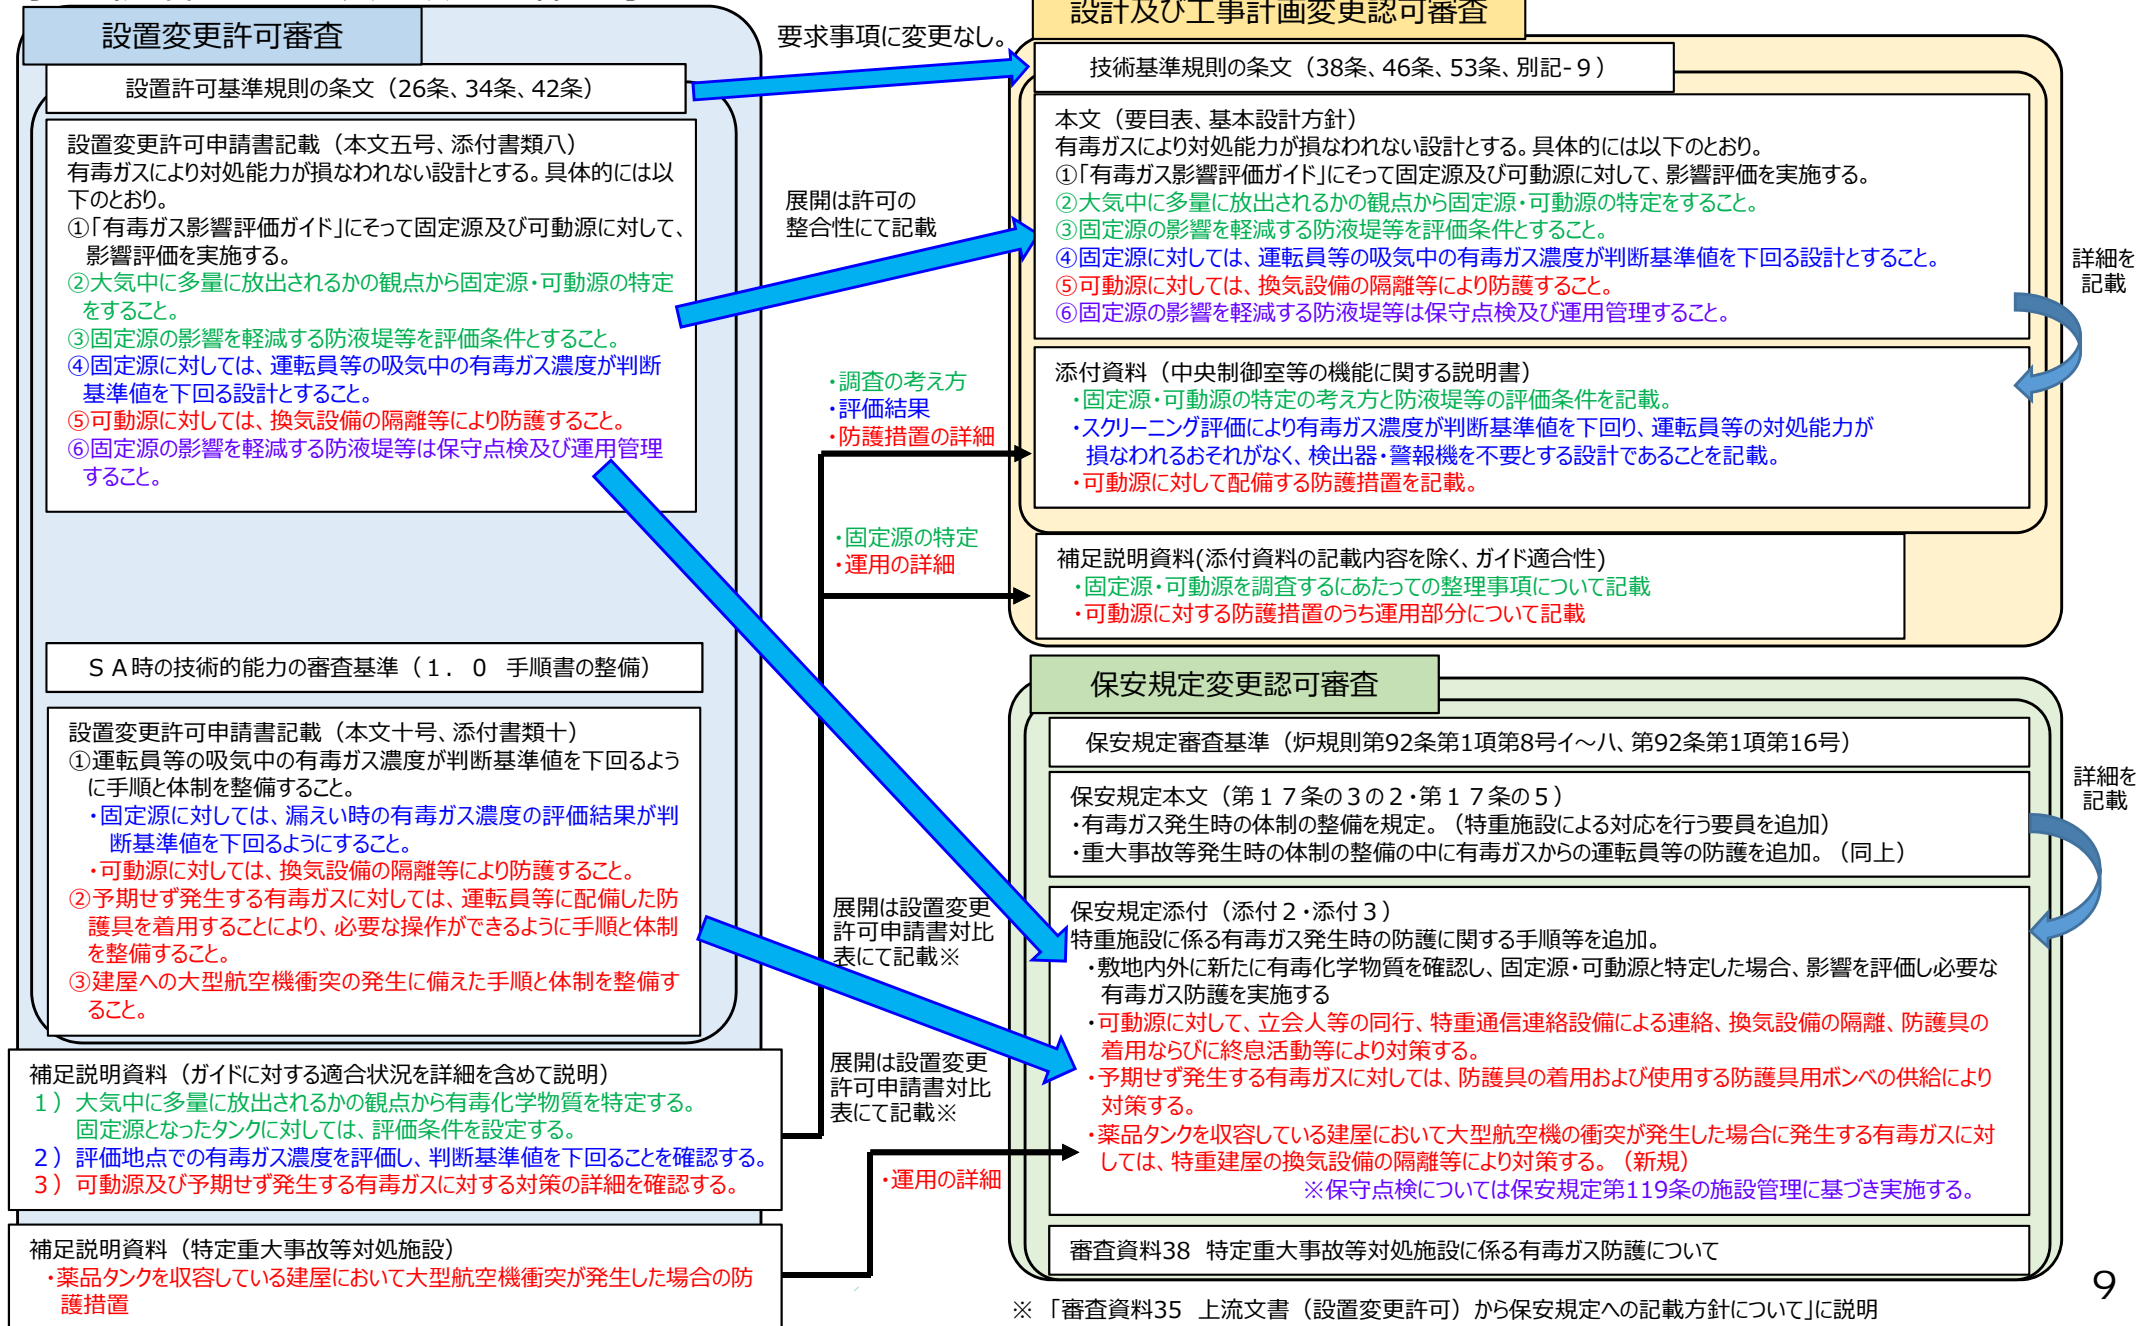 設置変更許可審査
設置許可基準規則の条文（26条、34条、42条）
設置変更許可申請書記載（本文五号、添付書類八）
有毒ガスにより対処能力が損なわれない設計とする。具体的には以
下のとおり。
①「有毒ガス影響評価ガイド」にそって固定源及び可動源に対して、
影響評価を実施する。
②大気中に多量に放出されるかの観点から固定源・可動源の特定
をすること。
③固定源の影響を軽減する防液堤等を評価条件とすること。
④固定源に対しては、運転員等の吸気中の有毒ガス濃度が判断
基準値を下回る設計とすること。
⑤可動源に対しては、換気設備の隔離等により防護すること。
⑥固定源の影響を軽減する防液堤等は保守点検及び運用管理
すること。
ＳＡ時の技術的能力の審査基準（１．０　手順書の整備）
設置変更許可申請書記載（本文十号、添付書類十）
①運転員等の吸気中の有毒ガス濃度が判断基準値を下回るよう
に手順と体制を整備すること。
・固定源に対しては、漏えい時の有毒ガス濃度の評価結果が判
断基準値を下回るようにすること。
・可動源に対しては、換気設備の隔離等により防護すること。
②予期せず発生する有毒ガスに対しては、運転員等に配備した防
護具を着用することにより、必要な操作ができるように手順と体制
を整備すること。
③建屋への大型航空機衝突の発生に備えた手順と体制を整備す
ること。
補足説明資料（ガイドに対する適合状況を詳細を含めて説明）
１）大気中に多量に放出されるかの観点から有毒化学物質を特定する。
固定源となったタンクに対しては、評価条件を設定する。
２）評価地点での有毒ガス濃度を評価し、判断基準値を下回ることを確認する。
３）可動源及び予期せず発生する有毒ガスに対する対策の詳細を確認する。
補足説明資料（特定重大事故等対処施設）
・薬品タンクを収容している建屋において大型航空機衝突が発生した場合の防
護措置
要求事項に変更なし。
展開は許可の
整合性にて記載
・調査の考え方
・評価結果
・防護措置の詳細
・固定源の特定
・運用の詳細
展開は設置変更
許可申請書対比
表にて記載※
展開は設置変更
許可申請書対比
表にて記載※
・運用の詳細
設計及び工事計画変更認可審査
技術基準規則の条文（38条、46条、53条、別記-９）
本文（要目表、基本設計方針）
有毒ガスにより対処能力が損なわれない設計とする。具体的には以下のとおり。
①「有毒ガス影響評価ガイド」にそって固定源及び可動源に対して、影響評価を実施する。
②大気中に多量に放出されるかの観点から固定源・可動源の特定をすること。
③固定源の影響を軽減する防液堤等を評価条件とすること。
④固定源に対しては、運転員等の吸気中の有毒ガス濃度が判断基準値を下回る設計とすること。
⑤可動源に対しては、換気設備の隔離等により防護すること。
⑥固定源の影響を軽減する防液堤等は保守点検及び運用管理すること。
詳細を
記載
添付資料（中央制御室等の機能に関する説明書）
・固定源・可動源の特定の考え方と防液堤等の評価条件を記載。
・スクリーニング評価により有毒ガス濃度が判断基準値を下回り、運転員等の対処能力が
損なわれるおそれがなく、検出器・警報機を不要とする設計であることを記載。
・可動源に対して配備する防護措置を記載。
補足説明資料(添付資料の記載内容を除く、ガイド適合性)
・固定源・可動源を調査するにあたっての整理事項について記載
・可動源に対する防護措置のうち運用部分について記載
保安規定変更認可審査
保安規定審査基準（炉規則第92条第1項第8号イ～ハ、第92条第1項第16号）
保安規定本文（第１７条の３の２・第１７条の５）
・有毒ガス発生時の体制の整備を規定。（特重施設による対応を行う要員を追加）
・重大事故等発生時の体制の整備の中に有毒ガスからの運転員等の防護を追加。（同上）
詳細を
記載
保安規定添付（添付２・添付３）
特重施設に係る有毒ガス発生時の防護に関する手順等を追加。
・敷地内外に新たに有毒化学物質を確認し、固定源・可動源と特定した場合、影響を評価し必要な
有毒ガス防護を実施する
・可動源に対して、立会人等の同行、特重通信連絡設備による連絡、換気設備の隔離、防護具の
着用ならびに終息活動等により対策する。
・予期せず発生する有毒ガスに対しては、防護具の着用および使用する防護具用ボンベの供給により
対策する。
・薬品タンクを収容している建屋において大型航空機の衝突が発生した場合に発生する有毒ガスに対
しては、特重建屋の換気設備の隔離等により対策する。（新規）
※保守点検については保安規定第119条の施設管理に基づき実施する。
審査資料38　特定重大事故等対処施設に係る有毒ガス防護について
※「審査資料35　上流文書（設置変更許可）から保安規定への記載方針について」に説明
9